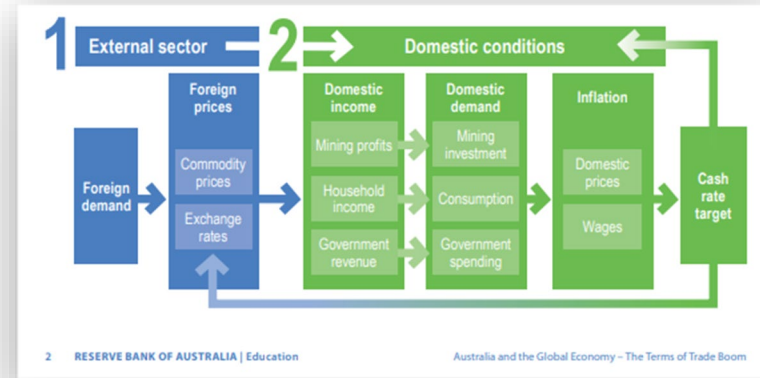 1 External sector
2 Domestic conditions
Foreign
demand
Foreign
prices
Commodity
prices
Exchange
rates
Domestic
income
Mining profits
Household
income
Government
revenue
Domestic
demand
Mining
investment
Consumption
Government
spending
Inflation
Domestic
prices
Wages
Cash
rate
target
2 RESERVE BANK OF AUSTRALIA | Education
Australia and the Global Economy – The Terms of Trade Boom